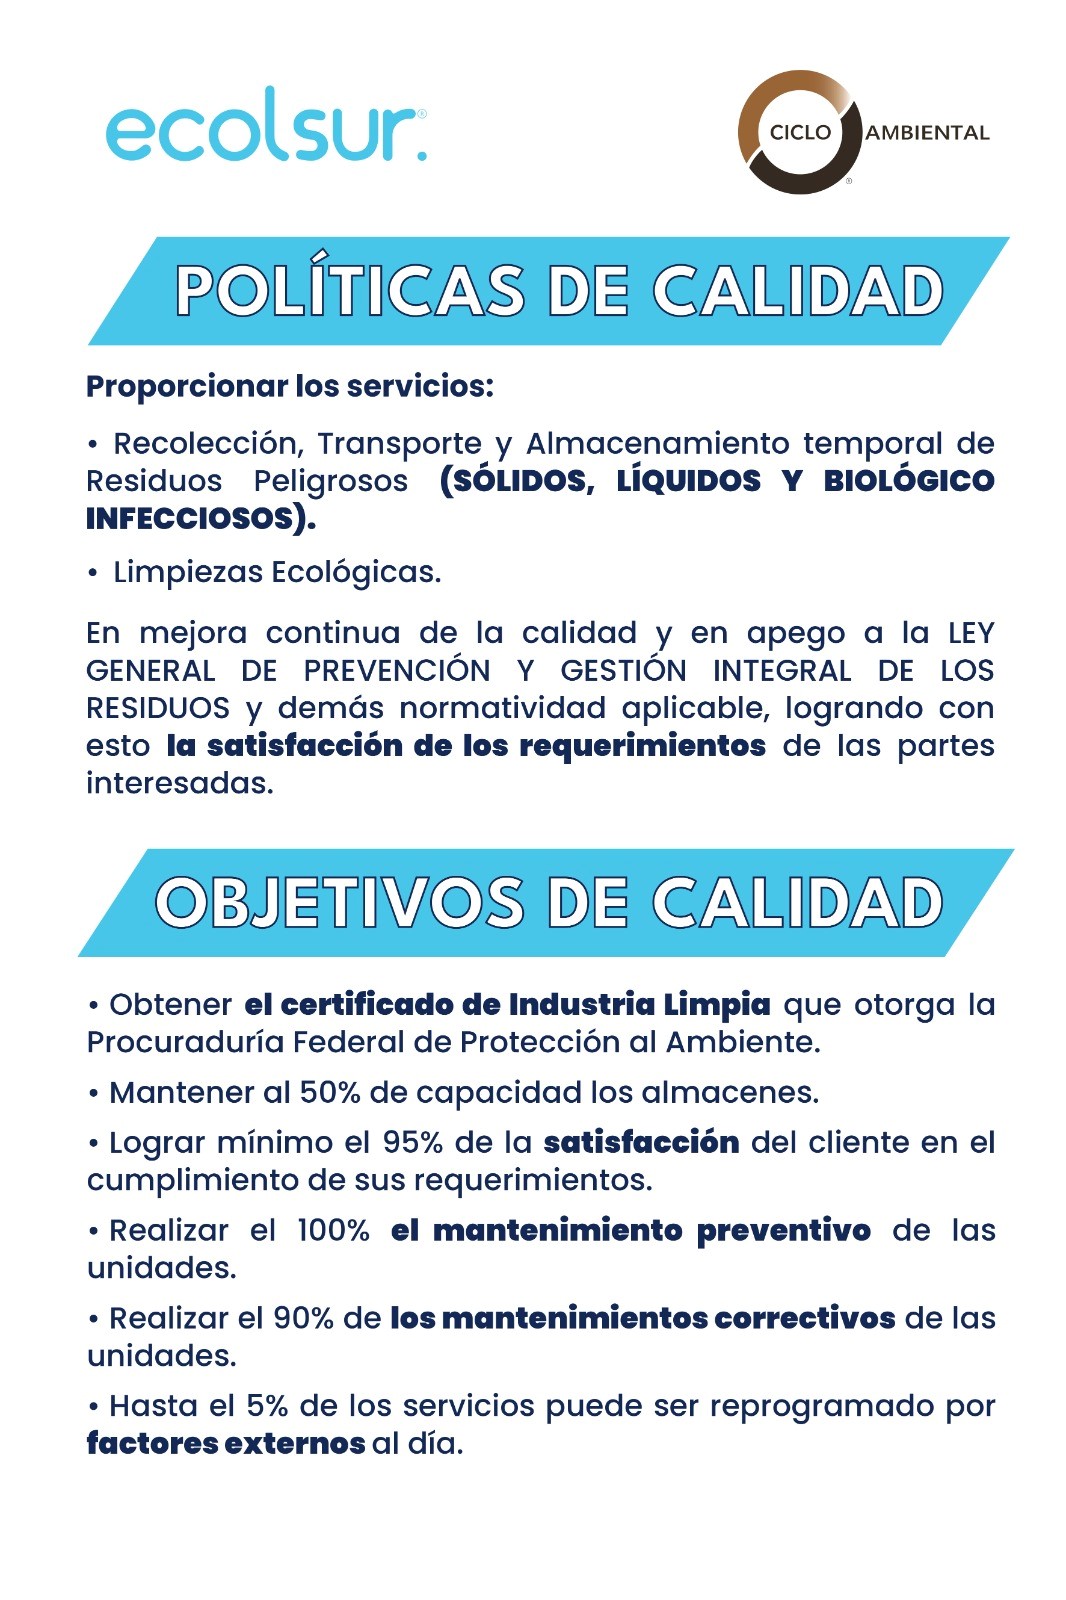 ecolsur.®
CICLO AMBIENTAL ®
POLÍTICAS DE CALIDAD
Proporcionar los servicios:
• Recolección, Transporte y Almacenamiento temporal de
Residuos Peligrosos (SÓLIDOS, LÍQUIDOS Y BIOLÓGICO
INFECCIOSOS).
• Limpiezas Ecológicas.
En mejora continua de la calidad y en apego a la LEY
GENERAL DE PREVENCIÓN Y GESTIÓN INTEGRAL DE LOS
RESIDUOS y demás normatividad aplicable, logrando con
esto la satisfacción de los requerimientos de las partes
interesadas.
OBJETIVOS DE CALIDAD
• Obtener el certificado de Industria Limpia que otorga la
Procuraduría Federal de Protección al Ambiente.
• Mantener al 50% de capacidad los almacenes.
• Lograr mínimo el 95% de la satisfacción del cliente en el
cumplimiento de sus requerimientos.
• Realizar el 100% el mantenimiento preventivo de las
unidades.
• Realizar el 90% de los mantenimientos correctivos de las
unidades.
• Hasta el 5% de los servicios puede ser reprogramado por
factores externos al día.